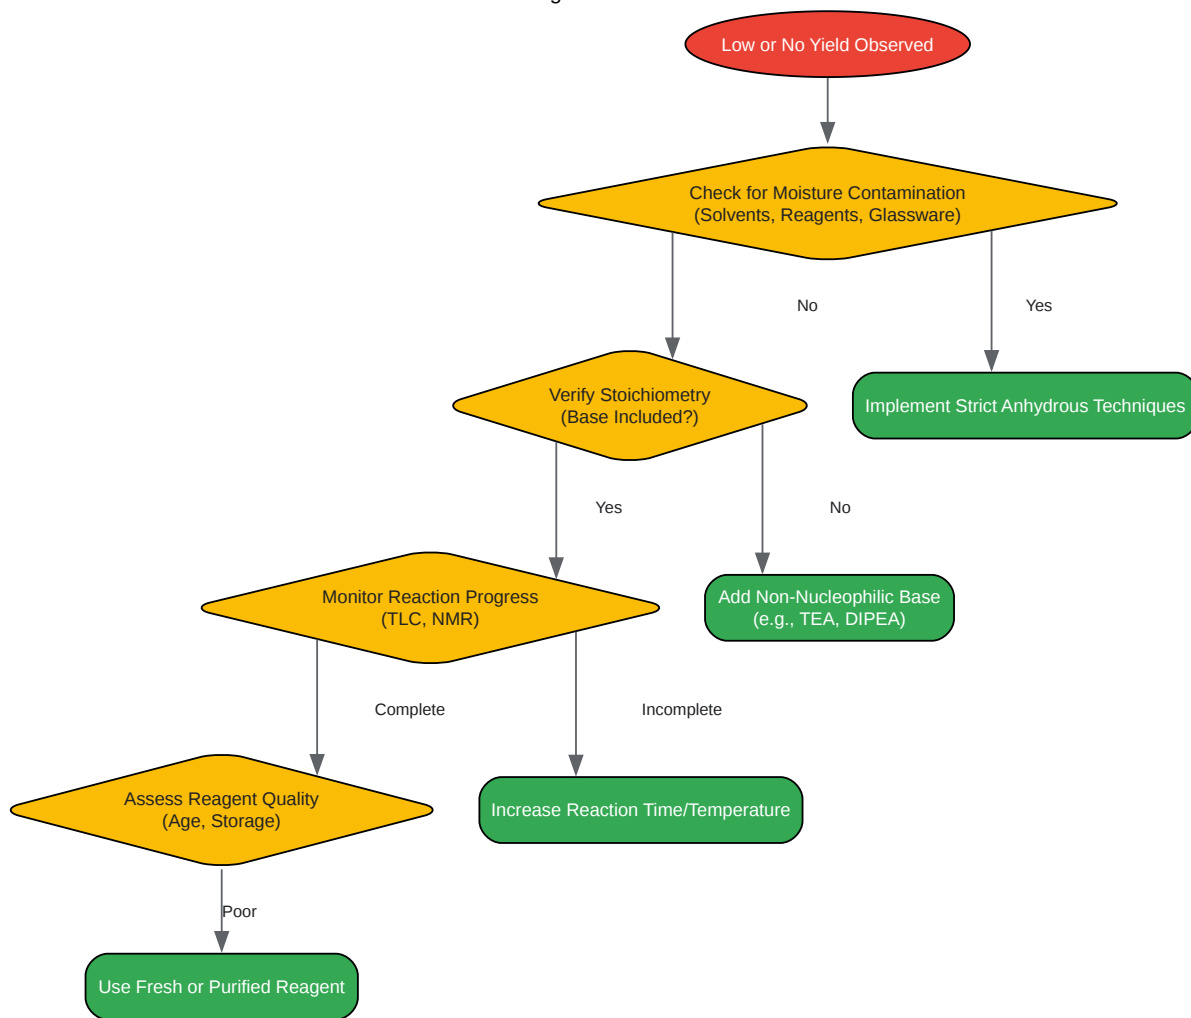 Low or No Yield Observed
Check for Moisture Contamination
(Solvents, Reagents, Glassware)
No
Yes
Verify Stoichiometry
(Base Included?)
Implement Strict Anhydrous Techniques
Yes
No
Monitor Reaction Progress
(TLC, NMR)
Add Non-Nucleophilic Base
(e.g., TEA, DIPEA)
Complete
Incomplete
Assess Reagent Quality
(Age, Storage)
Increase Reaction Time/Temperature
Poor
Use Fresh or Purified Reagent